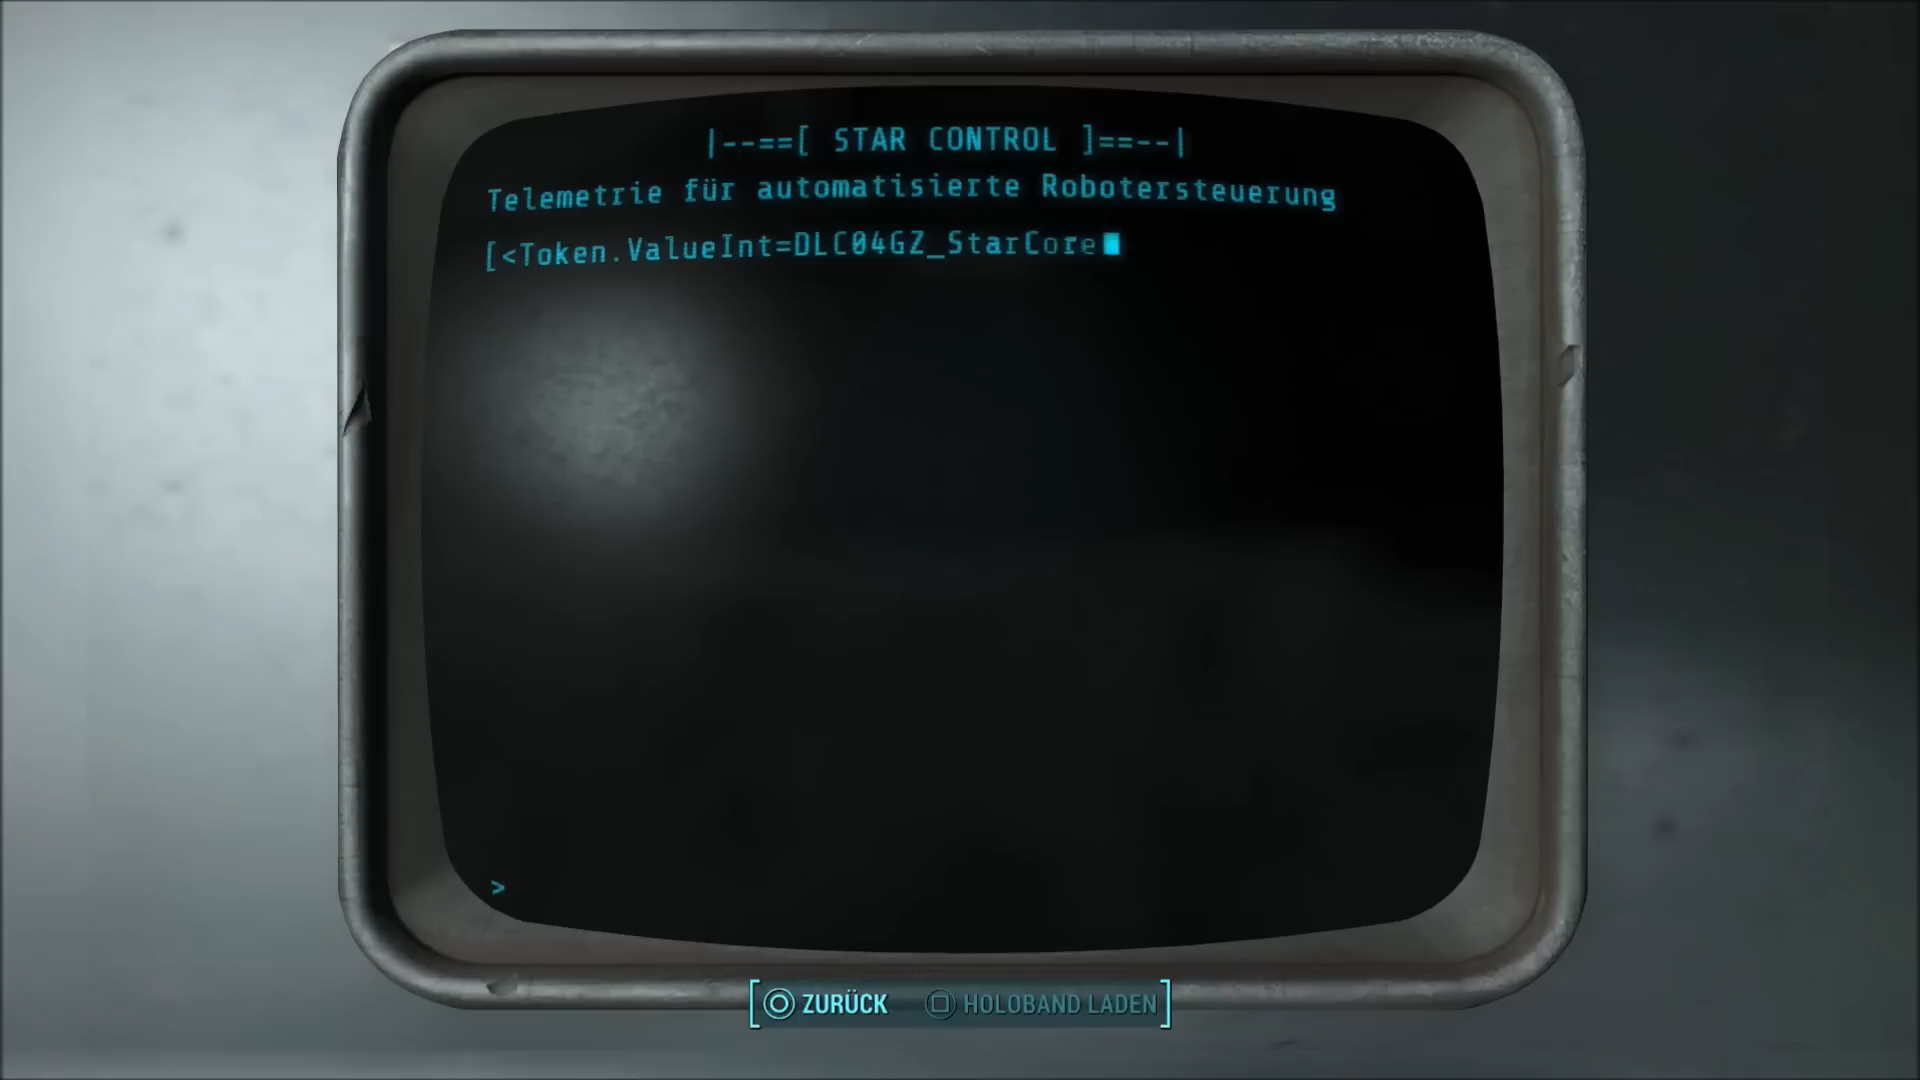 |--==[ STAR CONTROL ]==--|
Telemetrie für automatisierte Robotersteuerung
[<Token.ValueInt=DLC04GZ_StarCore
>
[ ZURÜCK HOLOBAND LADEN ]